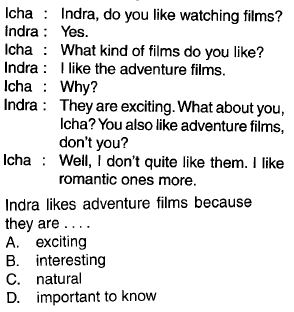 Icha : Indra, do you like watching films?
Indra : Yes.
Icha : What kind of films do you like?
Indra : I like the adventure films.
Icha : Why?
Indra : They are exciting. What about you,
Icha? You also like adventure films,
don't you?
Icha : Well, I don't quite like them. I like
romantic ones more.
Indra likes adventure films because
they are ....
A. exciting
B. interesting
C. natural
D. important to know